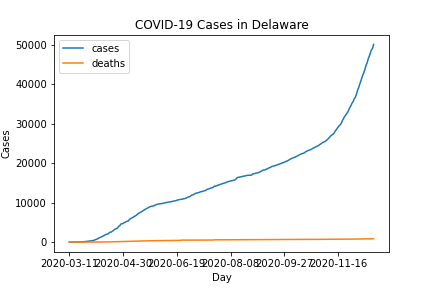 COVID-19 Cases in Delaware
cases
deaths
50000
40000
30000
20000
10000
0
Cases
2020-03-11 2020-04-30 2020-06-19 2020-08-08 2020-09-27 2020-11-16
Day